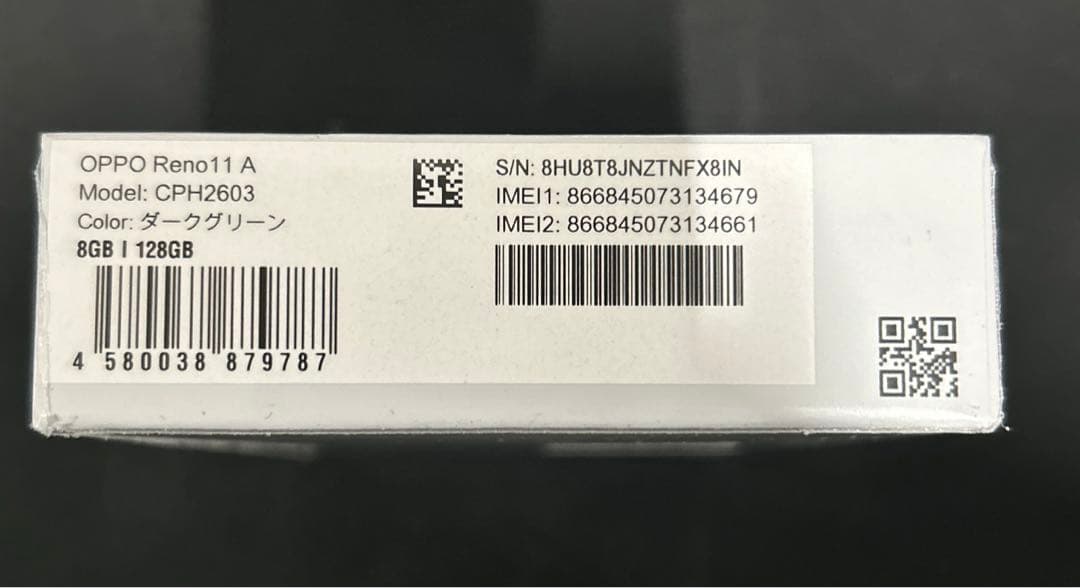 OPPO Reno11 A
Model: CPH2603
Color: ダークグリーン
8GB | 128GB
4 580038 879787
S/N: 8HU8T8JNZTNFX8IN
IMEI1: 866845073134679
IMEI2: 866845073134661